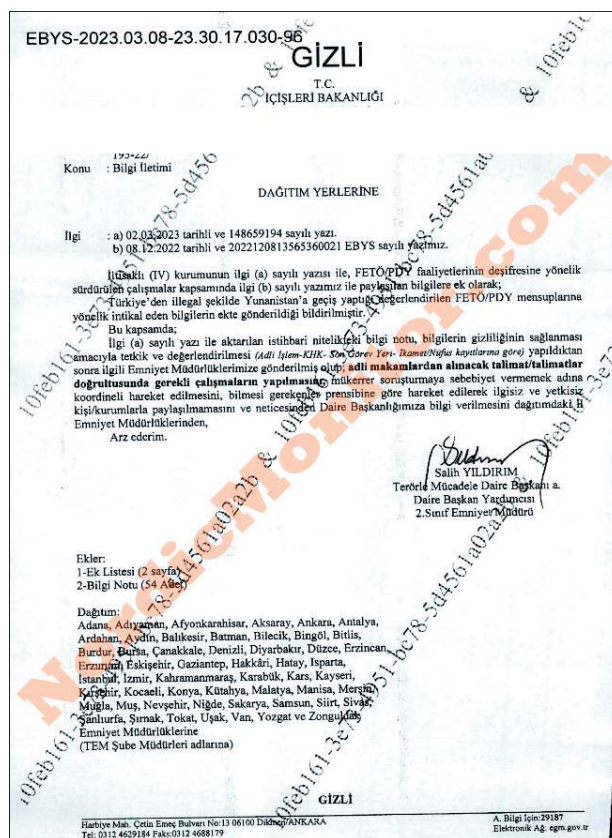 EBYS-2023.03.08-23.30.17.030-96
GİZLİ
T.C.
İÇİŞLERİ BAKANLIĞI
Konu : Bilgi İletimi
DAĞITIM YERLERİNE
İlgi : a) 02.03.2023 tarihli ve 148659194 sayılı yazı.
b) 08.12.2022 tarihli ve 2022120813565360021 EBYS sayılı yazımız.
İltisaklı (IV) kurumunun ilgi (a) sayılı yazısı ile, FETÖ/PDY faaliyetlerinin deşifresine yönelik
sürdürülen çalışmalar kapsamında ilgi (b) sayılı yazımız ile paylaşılan bilgilere ek olarak;
Türkiye'den illegal şekilde Yunanistan'a geçiş yaptığı değerlendirilen FETÖ/PDY mensuplarına
yönelik intikal eden bilgilerin ekte gönderildiği bildirilmiştir.
Bu kapsamda;
İlgi (a) sayılı yazı ile aktarılan istihbari nitelikteki bilgi notu, bilgilerin gizliliğinin sağlanması
amacıyla tetkik ve değerlendirilmesi (Adli İşlem-KHK- Son Görev Yeri- İkamet/Nüfus kayıtlarına göre) yapıldıktan
sonra ilgili Emniyet Müdürlüklerimize gönderilmiş olup; adli makamlardan alınacak talimat/talimatlar
doğrultusunda gerekli çalışmaların yapılmasını, mükerrer soruşturmaya sebebiyet vermemek adına
koordineli hareket edilmesini, bilmesi gerekenler prensibine göre hareket edilerek ilgisiz ve yetkisiz
kişi/kurumlarla paylaşılmamasını ve neticesinden Daire Başkanlığımıza bilgi verilmesini dağıtımdaki İl
Emniyet Müdürlüklerinden,
Arz ederim.
Salih YILDIRIM
Terörle Mücadele Daire Başkanı a.
Daire Başkan Yardımcısı
2.Sınıf Emniyet Müdürü
Ekler:
1-Ek Listesi (2 sayfa)
2-Bilgi Notu (54 Adet)
Dağıtım:
Adana, Adıyaman, Afyonkarahisar, Aksaray, Ankara, Antalya,
Ardahan, Aydın, Balıkesir, Batman, Bilecik, Bingöl, Bitlis,
Burdur, Bursa, Çanakkale, Denizli, Diyarbakır, Düzce, Erzincan,
Erzurum, Eskişehir, Gaziantep, Hakkâri, Hatay, Isparta,
İstanbul, İzmir, Kahramanmaraş, Karabük, Kars, Kayseri,
Kırşehir, Kocaeli, Konya, Kütahya, Malatya, Manisa, Mersin,
Muğla, Muş, Nevşehir, Niğde, Sakarya, Samsun, Siirt, Sivas,
Şanlıurfa, Şırnak, Tokat, Uşak, Van, Yozgat ve Zonguldak
Emniyet Müdürlüklerine
(TEM Şube Müdürleri adlarına)
GİZLİ
Harbiye Mah. Çetin Emeç Bulvarı No:13 06100 Dikmen/ANKARA
Tel: 0312 4629184 Faks:0312 4688179
A. Bilgi İçin:29187
Elektronik Ağ: egm.gov.tr
NordicMonitor.com